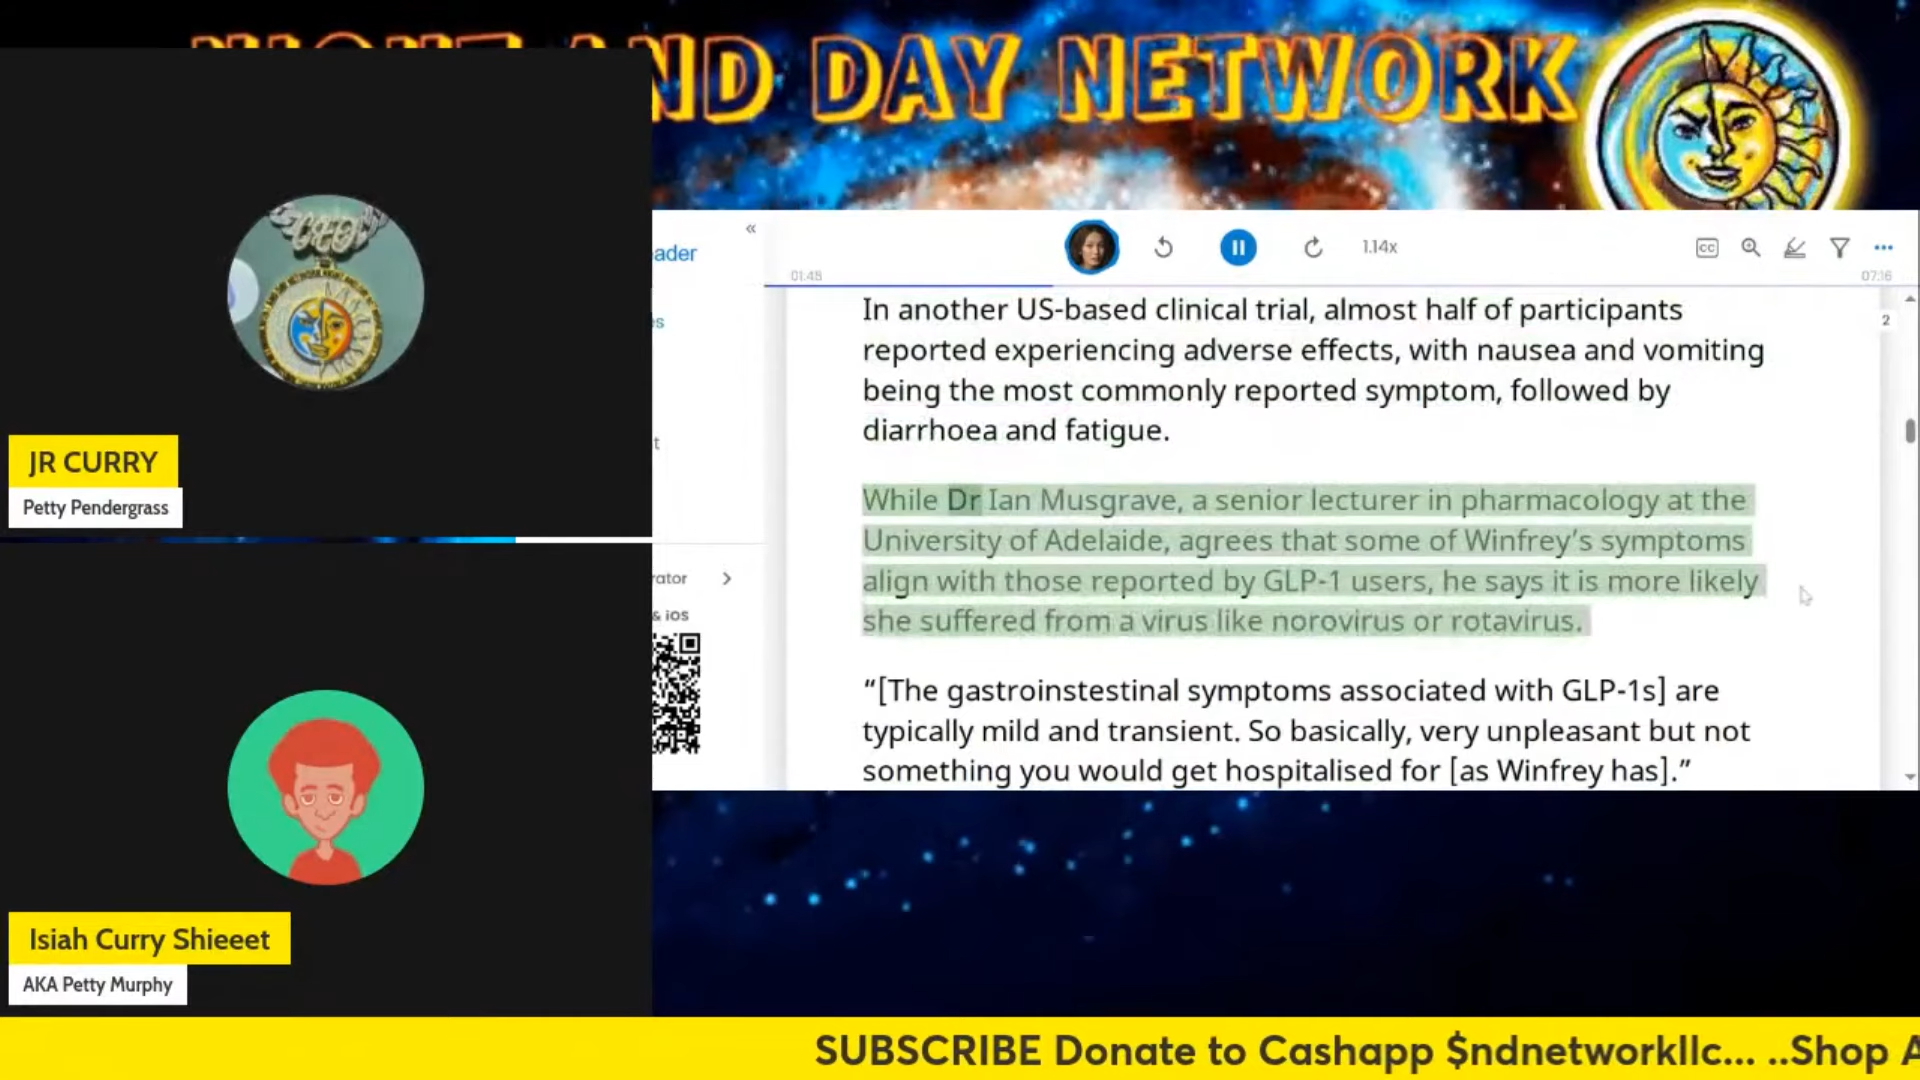 AND DAY NETWORK
CEO
JR CURRY
Petty Pendergrass
Isiah Curry Shieeet
AKA Petty Murphy
«
ader
es
t
rator
& iOS
1.14x
CC
01:48
07:16
2
In another US-based clinical trial, almost half of participants
reported experiencing adverse effects, with nausea and vomiting
being the most commonly reported symptom, followed by
diarrhoea and fatigue.
While Dr Ian Musgrave, a senior lecturer in pharmacology at the
University of Adelaide, agrees that some of Winfrey’s symptoms
align with those reported by GLP-1 users, he says it is more likely
she suffered from a virus like norovirus or rotavirus.
“[The gastroinstestinal symptoms associated with GLP-1s] are
typically mild and transient. So basically, very unpleasant but not
something you would get hospitalised for [as Winfrey has].”
SUBSCRIBE Donate to Cashapp $ndnetworkllc... ..Shop A